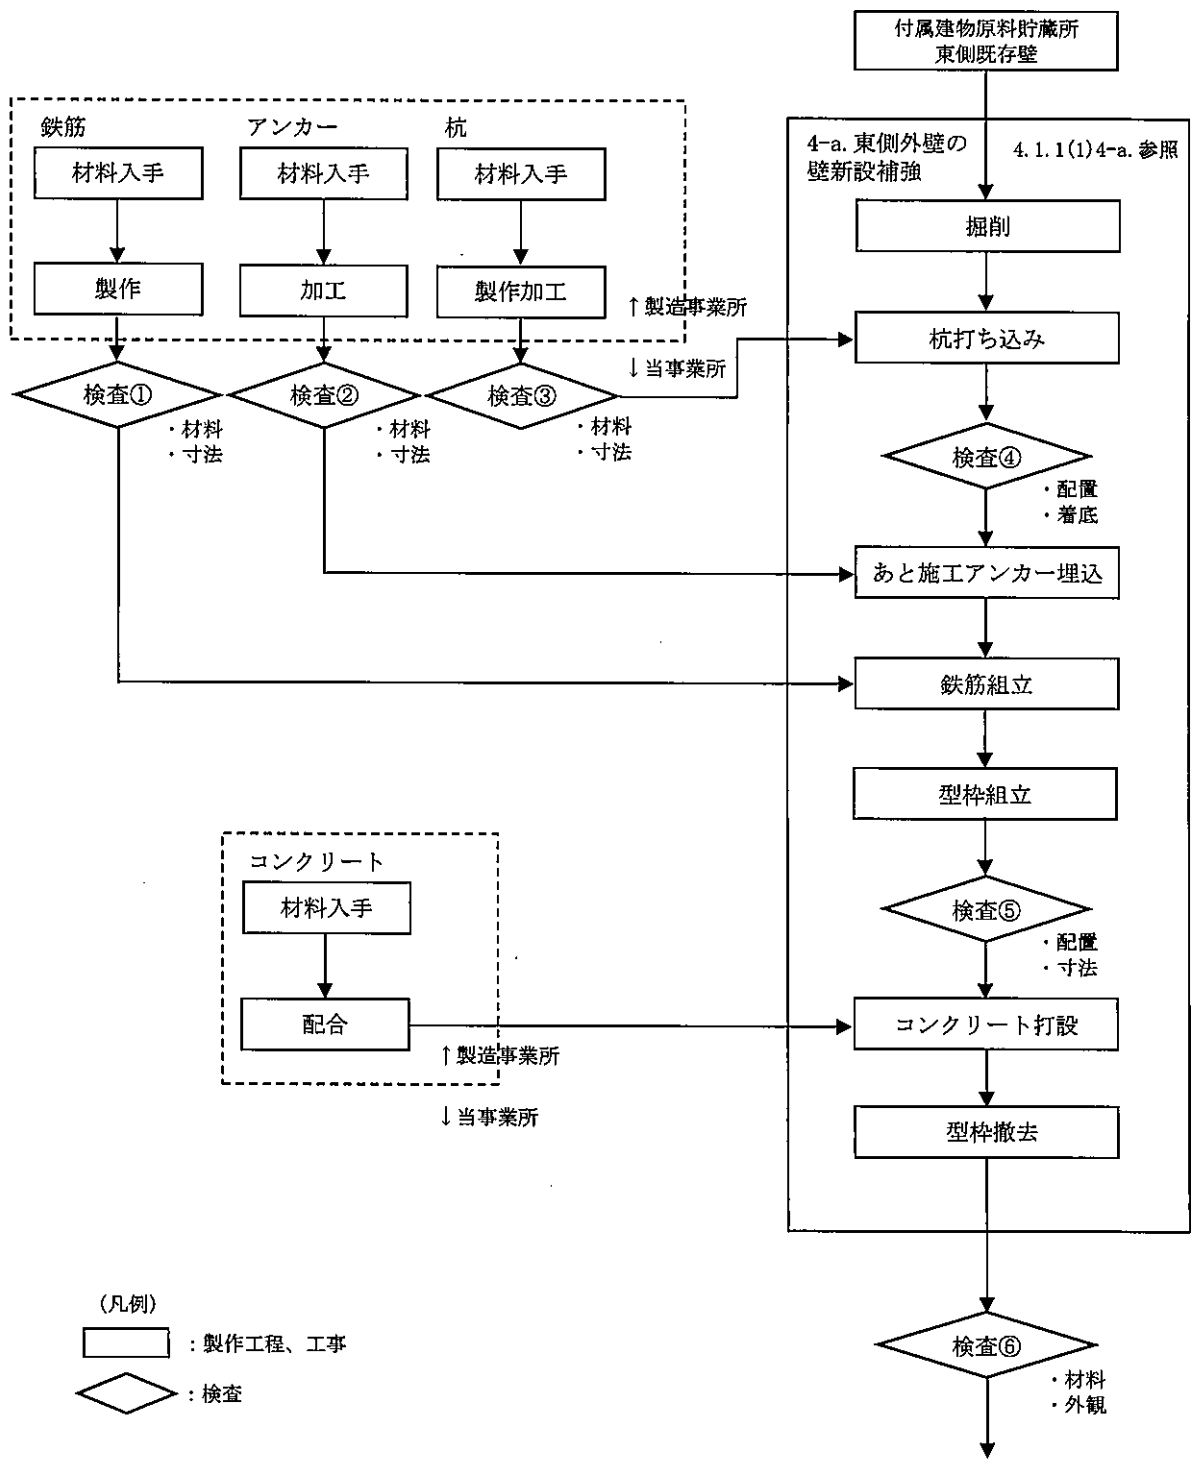 付属建物原料貯蔵所
東側既存壁
鉄筋
アンカー
杭
材料入手
材料入手
材料入手
製作
加工
製作加工
↑製造事業所
↓当事業所
検査①
・材料
・寸法
検査②
・材料
・寸法
検査③
・材料
・寸法
4-a. 東側外壁の
壁新設補強
4.1.1(1)4-a. 参照
掘削
杭打ち込み
検査④
・配置
・着底
あと施工アンカー埋込
鉄筋組立
型枠組立
検査⑤
・配置
・寸法
コンクリート
材料入手
配合
↑製造事業所
↓当事業所
コンクリート打設
型枠撤去
検査⑥
・材料
・外観
(凡例)
：製作工程、工事
：検査